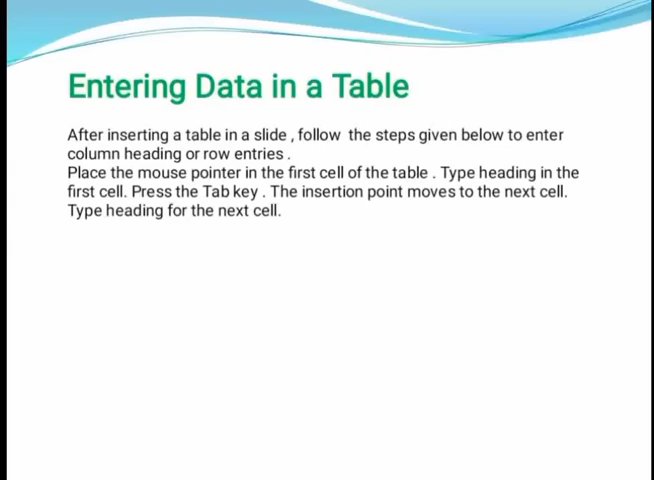 Entering Data in a Table
After inserting a table in a slide , follow  the steps given below to enter
column heading or row entries .
Place the mouse pointer in the first cell of the table . Type heading in the
first cell. Press the Tab key . The insertion point moves to the next cell.
Type heading for the next cell.